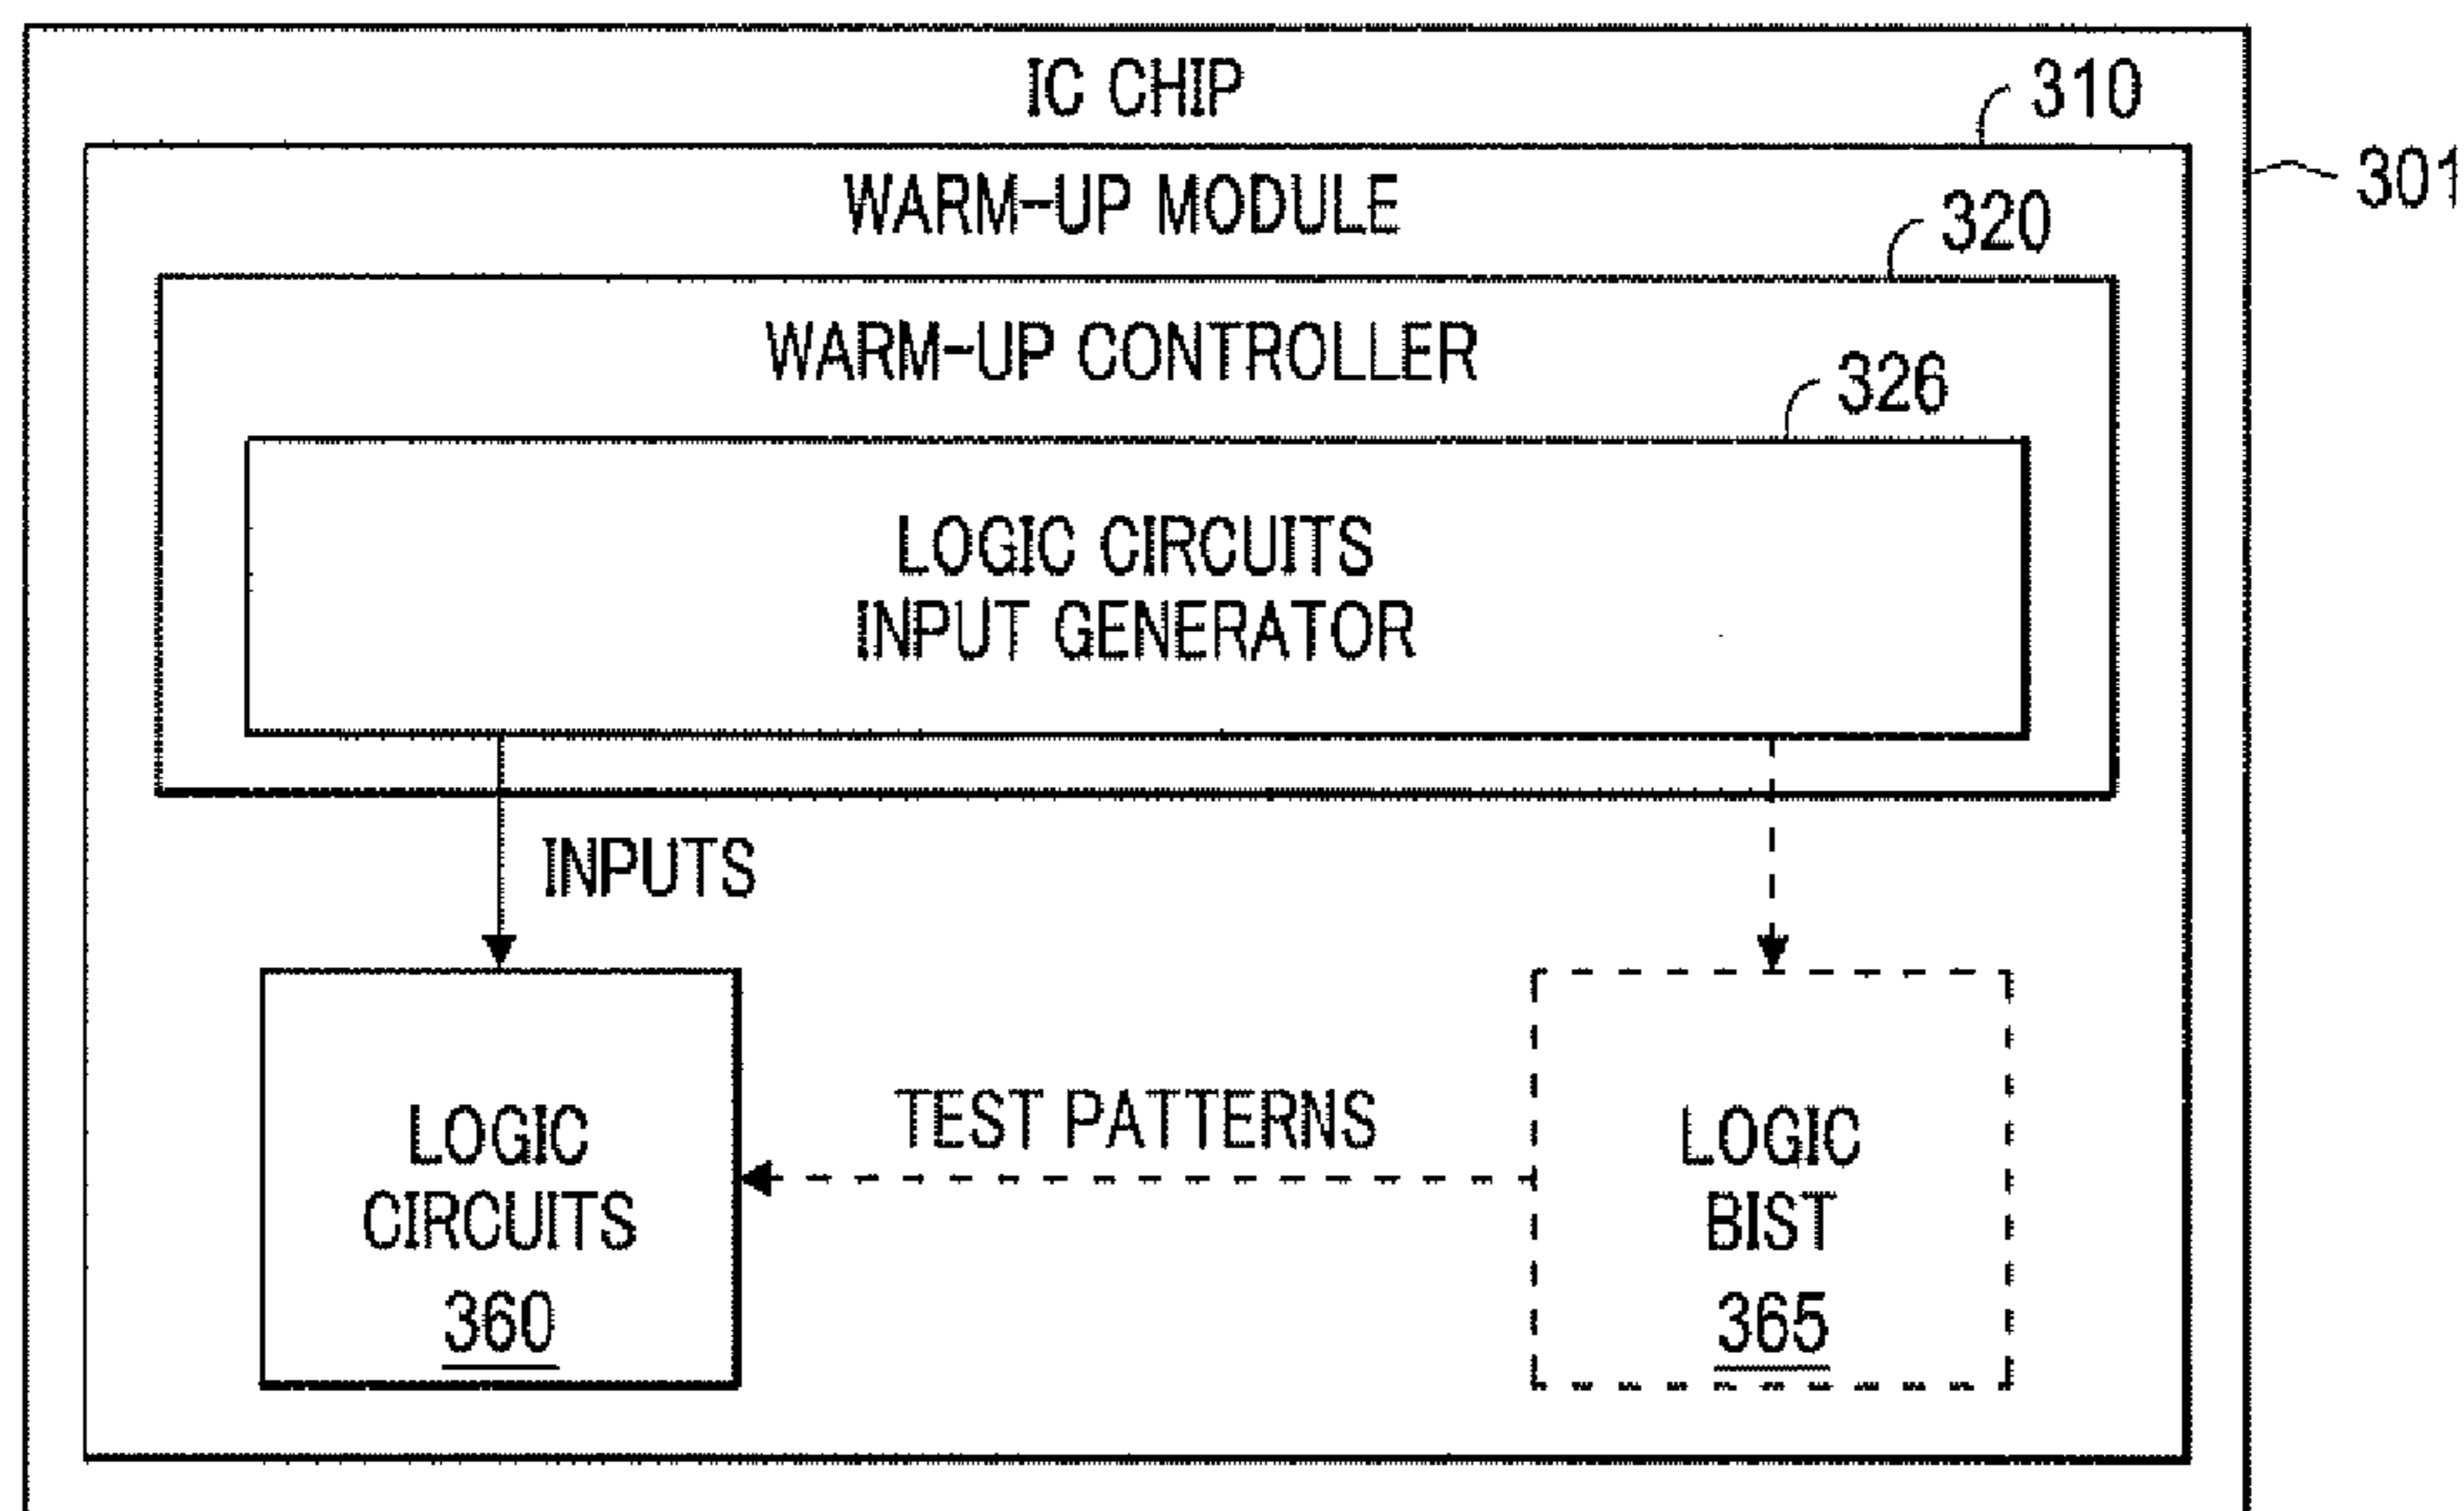 IC CHIP
310
301
WARM-UP MODULE
320
WARM-UP CONTROLLER
326
LOGIC CIRCUITS
INPUT GENERATOR
INPUTS
TEST PATTERNS
LOGIC
CIRCUITS
360
LOGIC
BIST
365